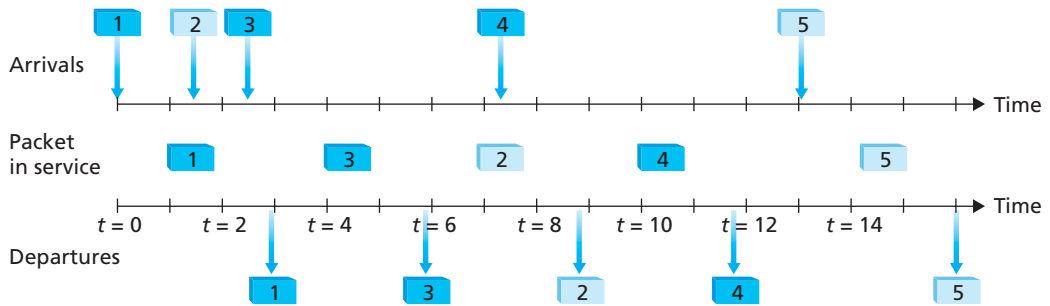 1 2 3 4 5
Arrivals
Time
Packet
in service
1 3 2 4 5
Time
t = 0 t = 2 t = 4 t = 6 t = 8 t = 10 t = 12 t = 14
Departures
1 3 2 4 5